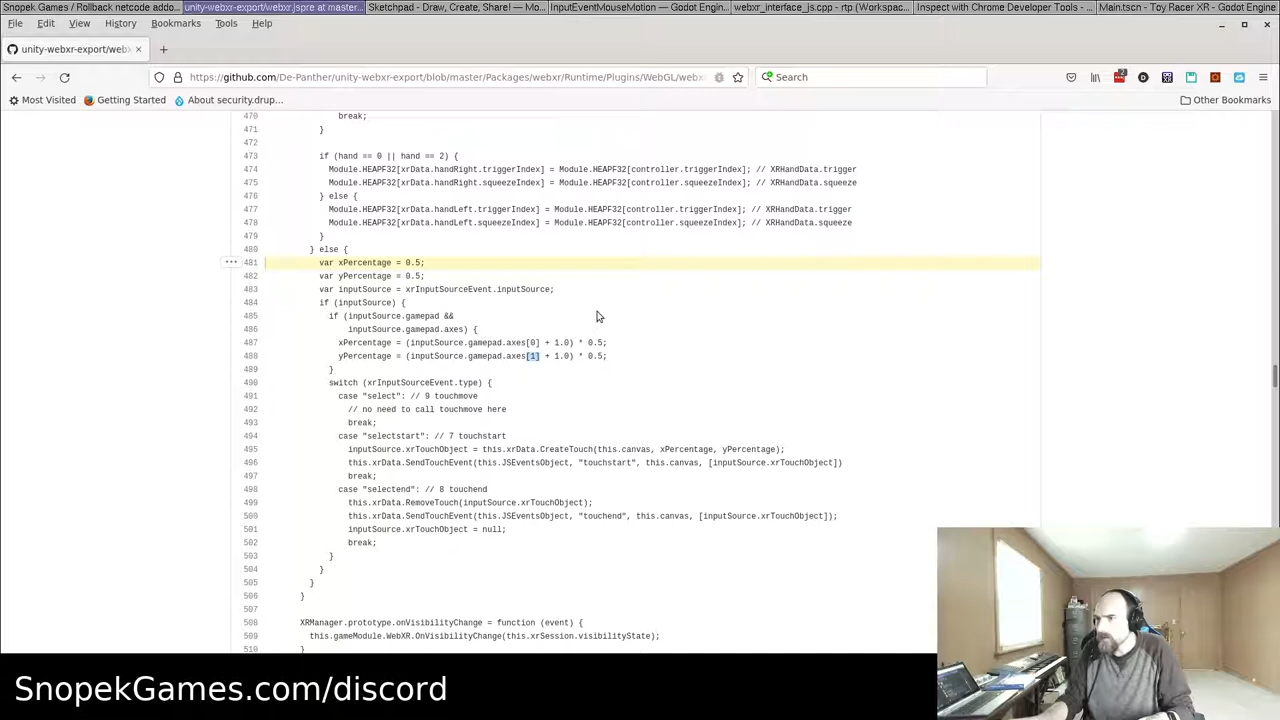 Snopek Games / Rollback netcode addo...
unity-webxr-export/webxr.jspre at master...
Sketchpad - Draw, Create, Share! — Mo...
InputEventMouseMotion — Godot Engin...
webxr_interface_js.cpp - rtp (Workspac...
Inspect with Chrome Developer Tools - ...
Main.tscn - Toy Racer XR - Godot Engine
File Edit View History Bookmarks Tools Help
unity-webxr-export/webx
https://github.com/De-Panther/unity-webxr-export/blob/master/Packages/webxr/Runtime/Plugins/WebGL/webx
Search
Most Visited Getting Started About security.drup... Other Bookmarks
470 break;
471 }
472
473 if (hand == 0 || hand == 2) {
474 Module.HEAPF32[xrData.handRight.triggerIndex] = Module.HEAPF32[controller.triggerIndex]; // XRHandData.trigger
475 Module.HEAPF32[xrData.handRight.squeezeIndex] = Module.HEAPF32[controller.squeezeIndex]; // XRHandData.squeeze
476 } else {
477 Module.HEAPF32[xrData.handLeft.triggerIndex] = Module.HEAPF32[controller.triggerIndex]; // XRHandData.trigger
478 Module.HEAPF32[xrData.handLeft.squeezeIndex] = Module.HEAPF32[controller.squeezeIndex]; // XRHandData.squeeze
479 }
480 } else {
481 var xPercentage = 0.5;
482 var yPercentage = 0.5;
483 var inputSource = xrInputSourceEvent.inputSource;
484 if (inputSource) {
485 if (inputSource.gamepad &&
486 inputSource.gamepad.axes) {
487 xPercentage = (inputSource.gamepad.axes[0] + 1.0) * 0.5;
488 yPercentage = (inputSource.gamepad.axes[1] + 1.0) * 0.5;
489 }
490 switch (xrInputSourceEvent.type) {
491 case "select": // 9 touchmove
492 // no need to call touchmove here
493 break;
494 case "selectstart": // 7 touchstart
495 inputSource.xrTouchObject = this.xrData.CreateTouch(this.canvas, xPercentage, yPercentage);
496 this.xrData.SendTouchEvent(this.JSEventsObject, "touchstart", this.canvas, [inputSource.xrTouchObject])
497 break;
498 case "selectend": // 8 touchend
499 this.xrData.RemoveTouch(inputSource.xrTouchObject);
500 this.xrData.SendTouchEvent(this.JSEventsObject, "touchend", this.canvas, [inputSource.xrTouchObject]);
501 inputSource.xrTouchObject = null;
502 break;
503 }
504 }
505 }
506 }
507
508 XRManager.prototype.onVisibilityChange = function (event) {
509 this.gameModule.WebXR.OnVisibilityChange(this.xrSession.visibilityState);
510 }
SnopekGames.com/discord